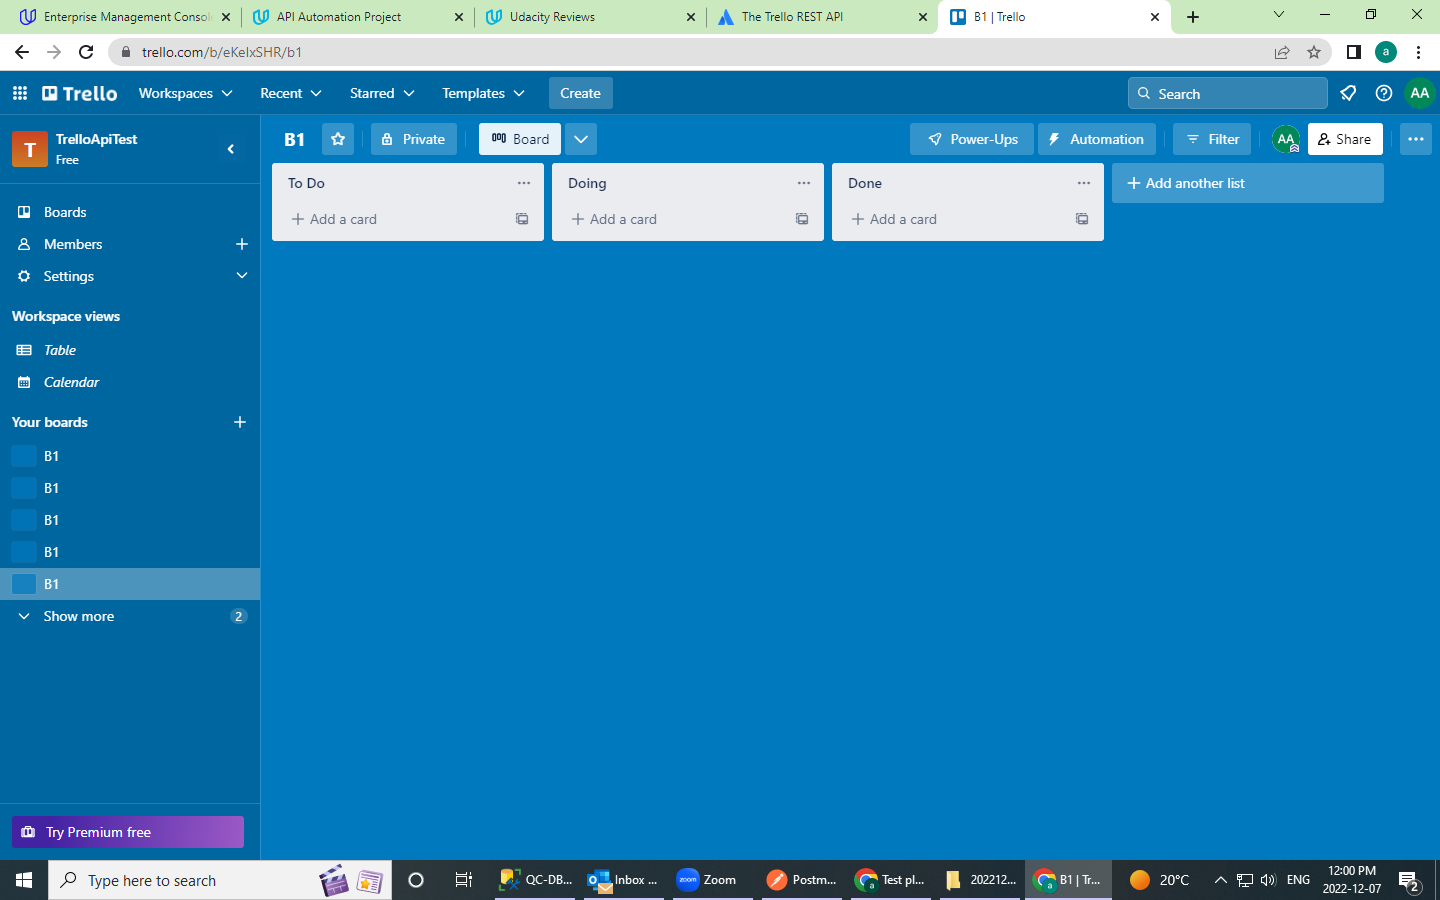 Enterprise Management Consol
API Automation Project
Udacity Reviews
The Trello REST API
B1 | Trello
trello.com/b/eKelxSHR/b1
a
Trello
Workspaces
Recent
Starred
Templates
Create
Search
AA
T
TrelloApiTest
Free
B1
Private
Board
Power-Ups
Automation
Filter
AA
Share
Boards
Members
Settings
Workspace views
Table
Calendar
Your boards
B1
B1
B1
B1
B1
Show more
2
Try Premium free
To Do
Add a card
Doing
Add a card
Done
Add a card
Add another list
Type here to search
QC-DB...
Inbox ...
zoom
Zoom
Postm...
a
Test pl...
202212...
a
B1 | Tr...
20°C
ENG
12:00 PM
2022-12-07
2